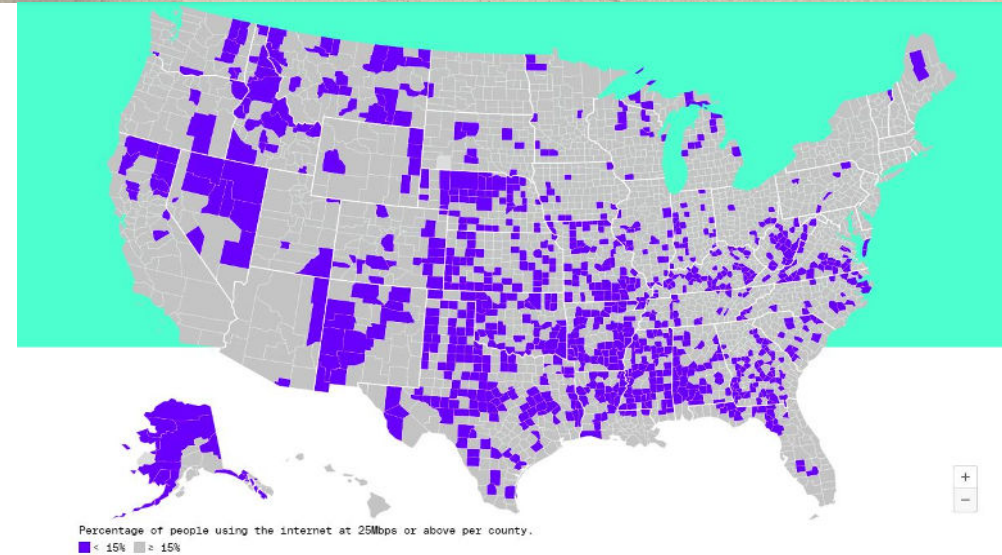 +
−
Percentage of people using the internet at 25Mbps or above per county.
< 15% ≥ 15%